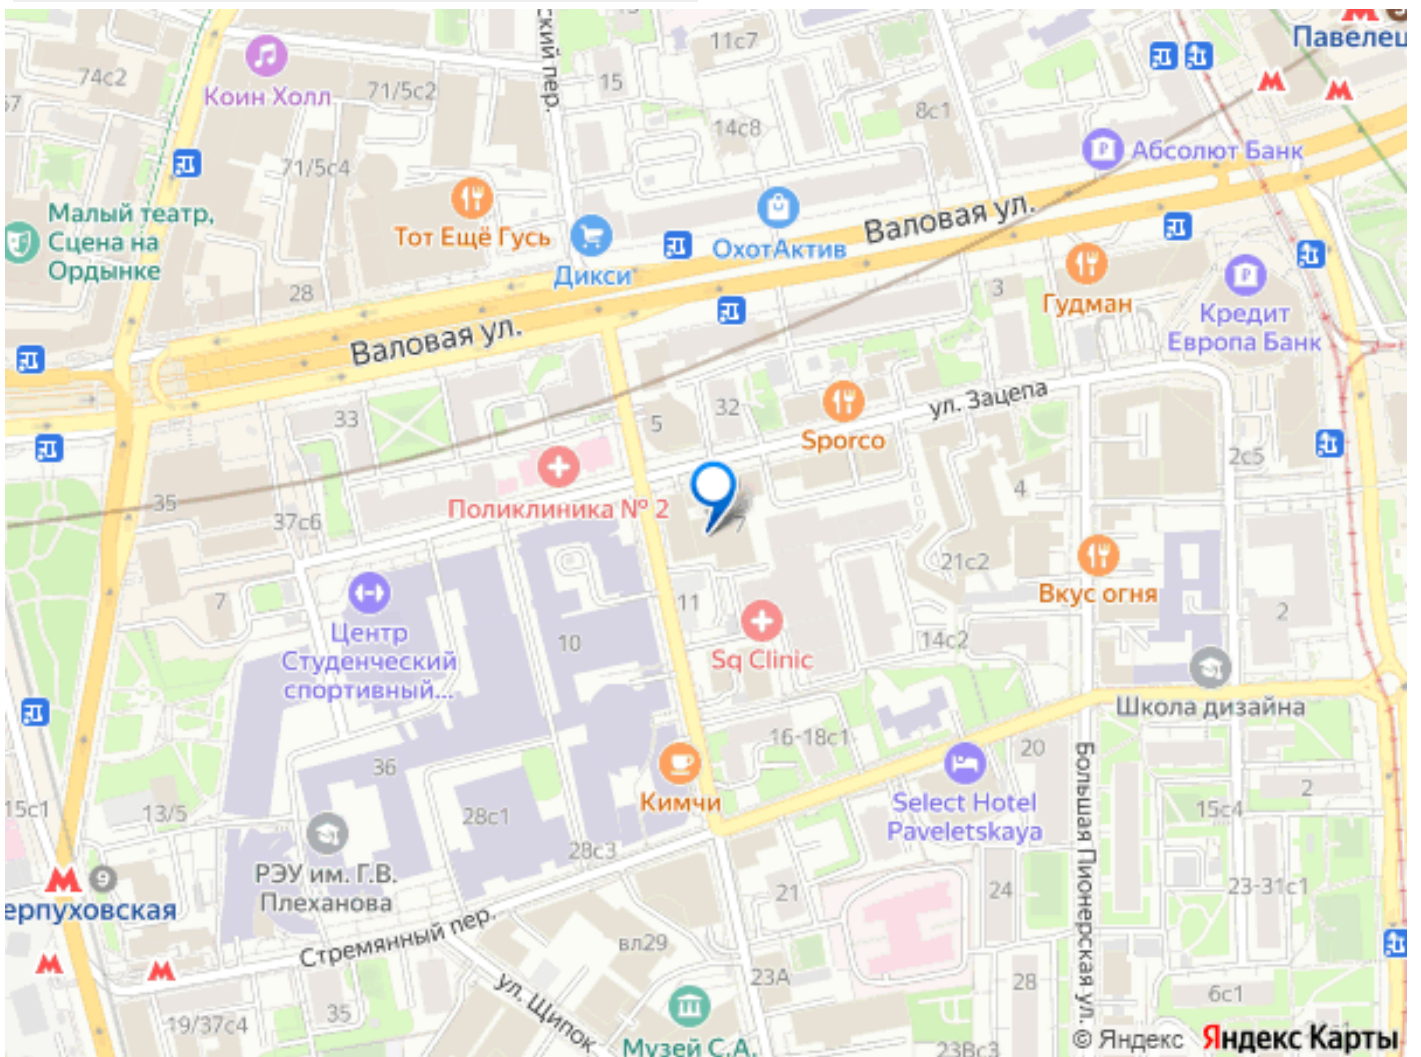 Павелец
ский пер.
11с7
74с2
Коин Холл
71/5с2
15
14с8
8с1
67
71/5с4
Абсолют Банк
Малый театр,
Сцена на
Ордынке
Тот Ещё Гусь
Дикси
ОхотАктив
Валовая ул.
28
3
Гудман
Кредит
Европа Банк
Валовая ул.
33
5
32
Sporco
ул. Зацепа
2с5
35
37с6
Поликлиника № 2
7
4
21с2
Вкус огня
7
11
2
Центр
Студенческий
спортивный...
10
Sq Clinic
14с2
Школа дизайна
16-18с1
20
36
Кимчи
Select Hotel
Paveletskaya
Большая Пионерская ул.
2
15с1
13/5
28с1
15с4
28с3
РЭУ им. Г.В.
Плеханова
9
ерпуховская
21
24
23-31с1
Стремянный пер.
вл29
23А
28
6с1
ул. Щипок
19/37с4
35
Музей С.А.
23Вс3
© Яндекс Яндекс Карты